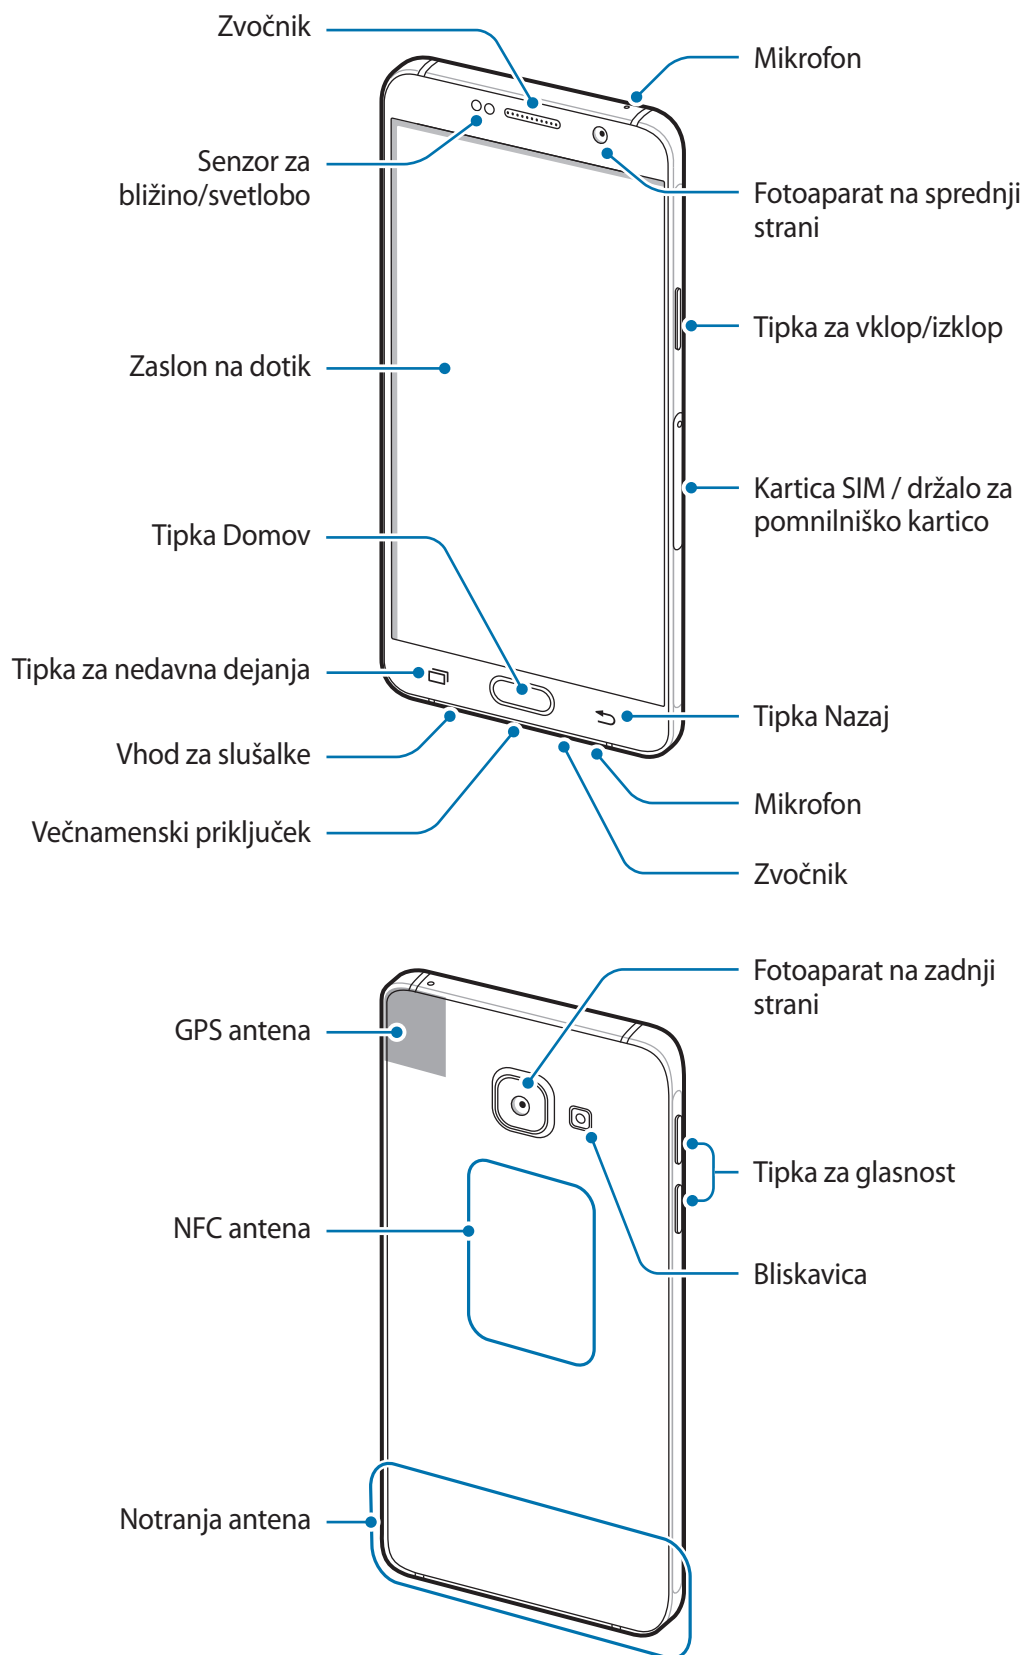 Zvočnik
Mikrofon
Senzor za
bližino/svetlobo
Fotoaparat na sprednji
strani
Tipka za vklop/izklop
Zaslon na dotik
Kartica SIM / držalo za
pomnilniško kartico
Tipka Domov
Tipka za nedavna dejanja
Tipka Nazaj
Vhod za slušalke
Mikrofon
Večnamenski priključek
Zvočnik
Fotoaparat na zadnji
strani
GPS antena
Tipka za glasnost
NFC antena
Bliskavica
Notranja antena